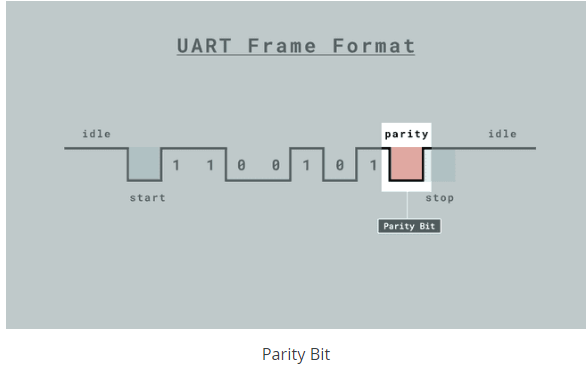 UART Frame Format
idle parity idle
1 1 0 0 1 0 1
start stop
Parity Bit
Parity Bit